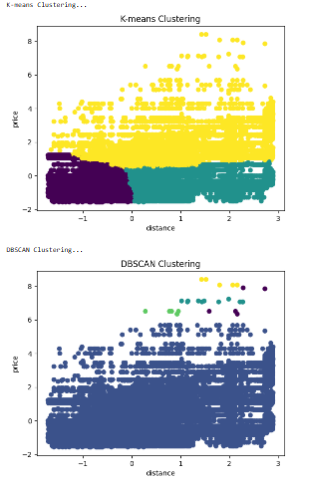 K-means Clustering...
K-means Clustering
8
6
4
2
0
−2
price
−1
0
1
2
3
distance
DBSCAN Clustering...
DBSCAN Clustering
8
6
4
2
0
−2
price
−1
0
1
2
3
distance